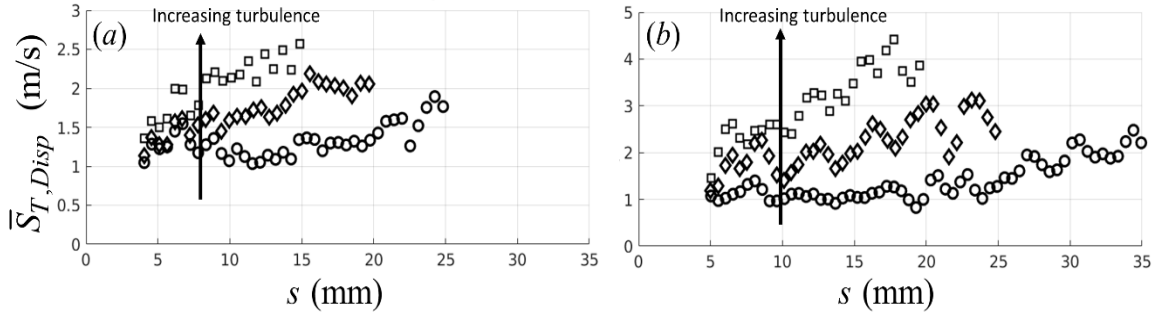 Increasing turbulence
(a)
S̅T,Disp (m/s)
3
2.5
2
1.5
1
0.5
0
0 5 10 15 20 25 30 35
s (mm)
Increasing turbulence
(b)
5
4
3
2
1
0
0 5 10 15 20 25 30 35
s (mm)